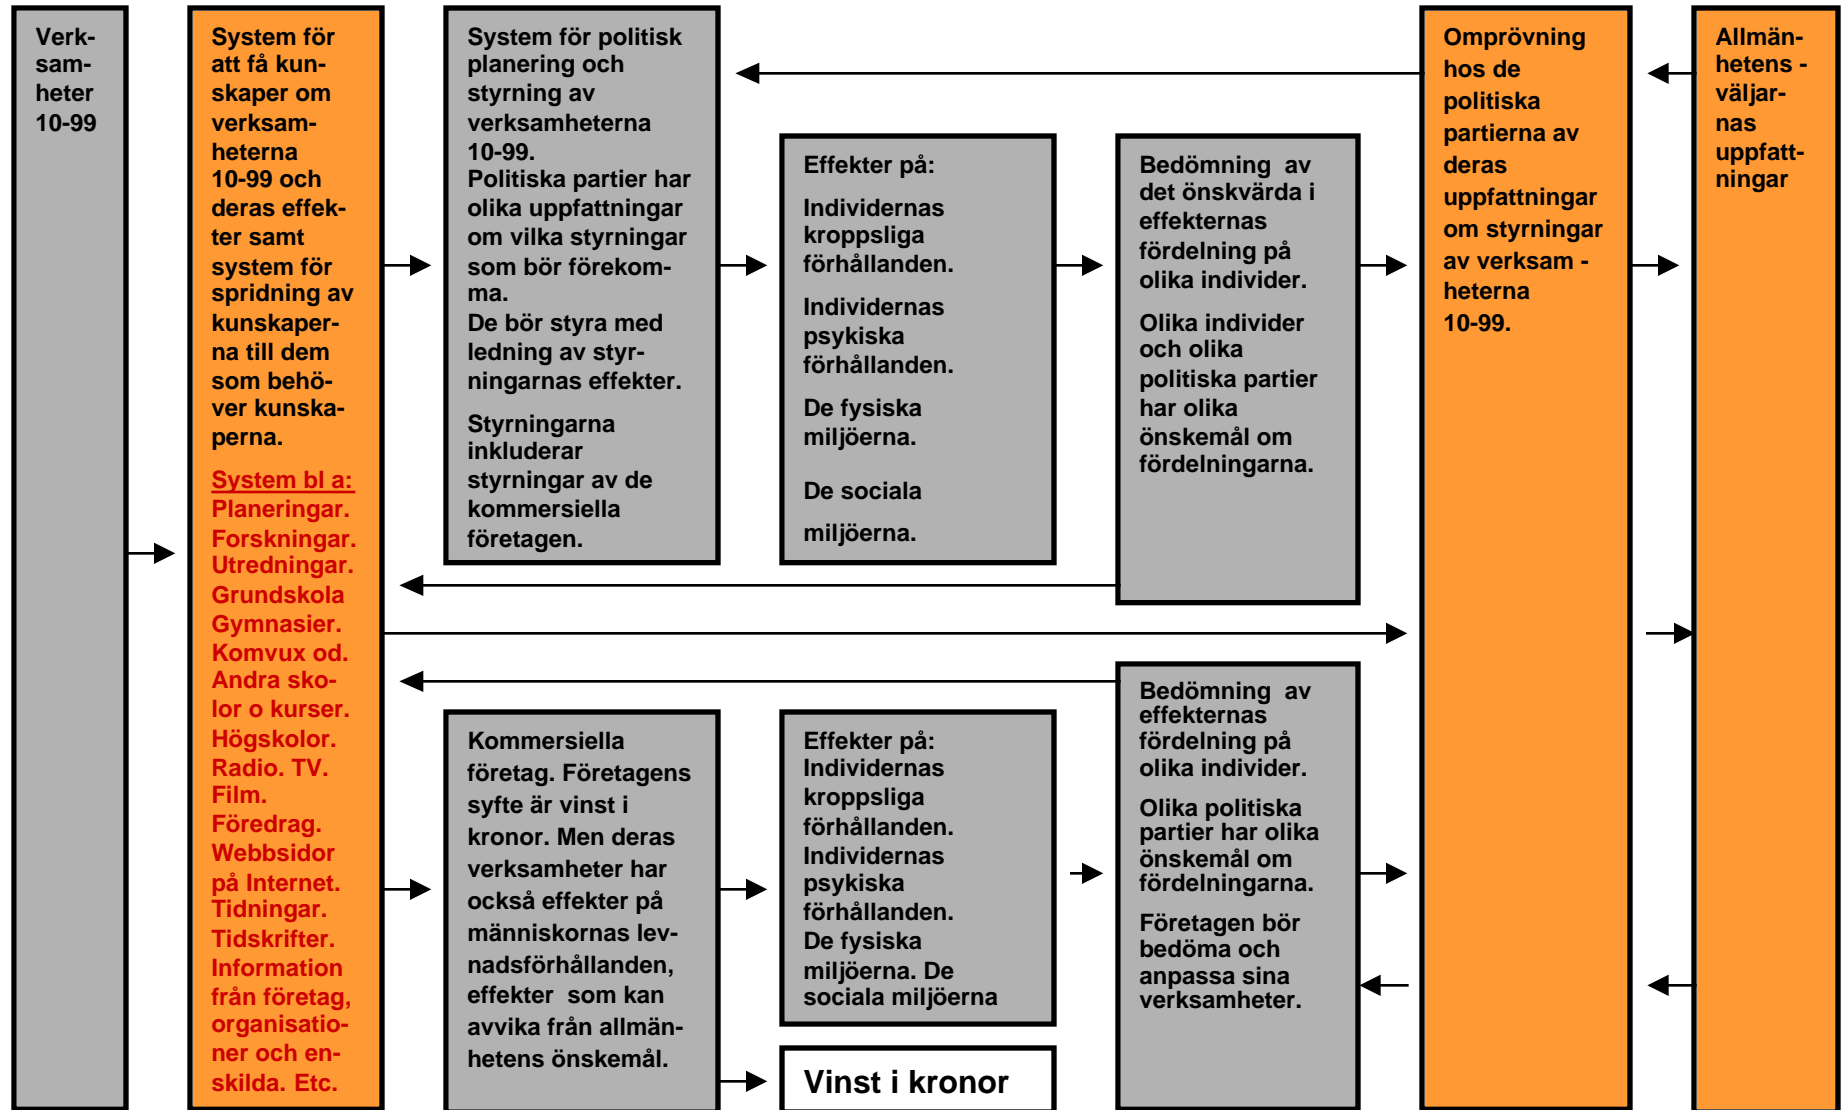 Verk-
sam-
heter
10-99
System för
att få kun-
skaper om
verksam-
heterna
10-99 och
deras effek-
ter samt
system för
spridning av
kunskaper-
na till dem
som behö-
ver kunska-
perna.
System bl a:
Planeringar.
Forskningar.
Utredningar.
Grundskola
Gymnasier.
Komvux od.
Andra sko-
lor o kurser.
Högskolor.
Radio. TV.
Film.
Föredrag.
Webbsidor
på Internet.
Tidningar.
Tidskrifter.
Information
från företag,
organisatio-
ner och en-
skilda. Etc.
System för politisk
planering och
styrning av
verksamheterna
10-99.
Politiska partier har
olika uppfattningar
om vilka styrningar
som bör förekom-
ma.
De bör styra med
ledning av styr-
ningarnas effekter.
Styrningarna
inkluderar
styrningar av de
kommersiella
företagen.
Effekter på:
Individernas
kroppsliga
förhållanden.
Individernas
psykiska
förhållanden.
De fysiska
miljöerna.
De sociala
miljöerna.
Bedömning av
det önskvärda i
effekternas
fördelning på
olika individer.
Olika individer
och olika
politiska partier
har olika
önskemål om
fördelningarna.
Kommersiella
företag. Företagens
syfte är vinst i
kronor. Men deras
verksamheter har
också effekter på
människornas lev-
nadsförhållanden,
effekter som kan
avvika från allmän-
hetens önskemål.
Effekter på:
Individernas
kroppsliga
förhållanden.
Individernas
psykiska
förhållanden.
De fysiska
miljöerna. De
sociala miljöerna
Vinst i kronor
Bedömning av
effekternas
fördelning på
olika individer.
Olika politiska
partier har olika
önskemål om
fördelningarna.
Företagen bör
bedöma och
anpassa sina
verksamheter.
Omprövning
hos de
politiska
partierna av
deras
uppfattningar
om styrningar
av verksam -
heterna
10-99.
Allmän-
hetens -
väljar-
nas
uppfatt-
ningar